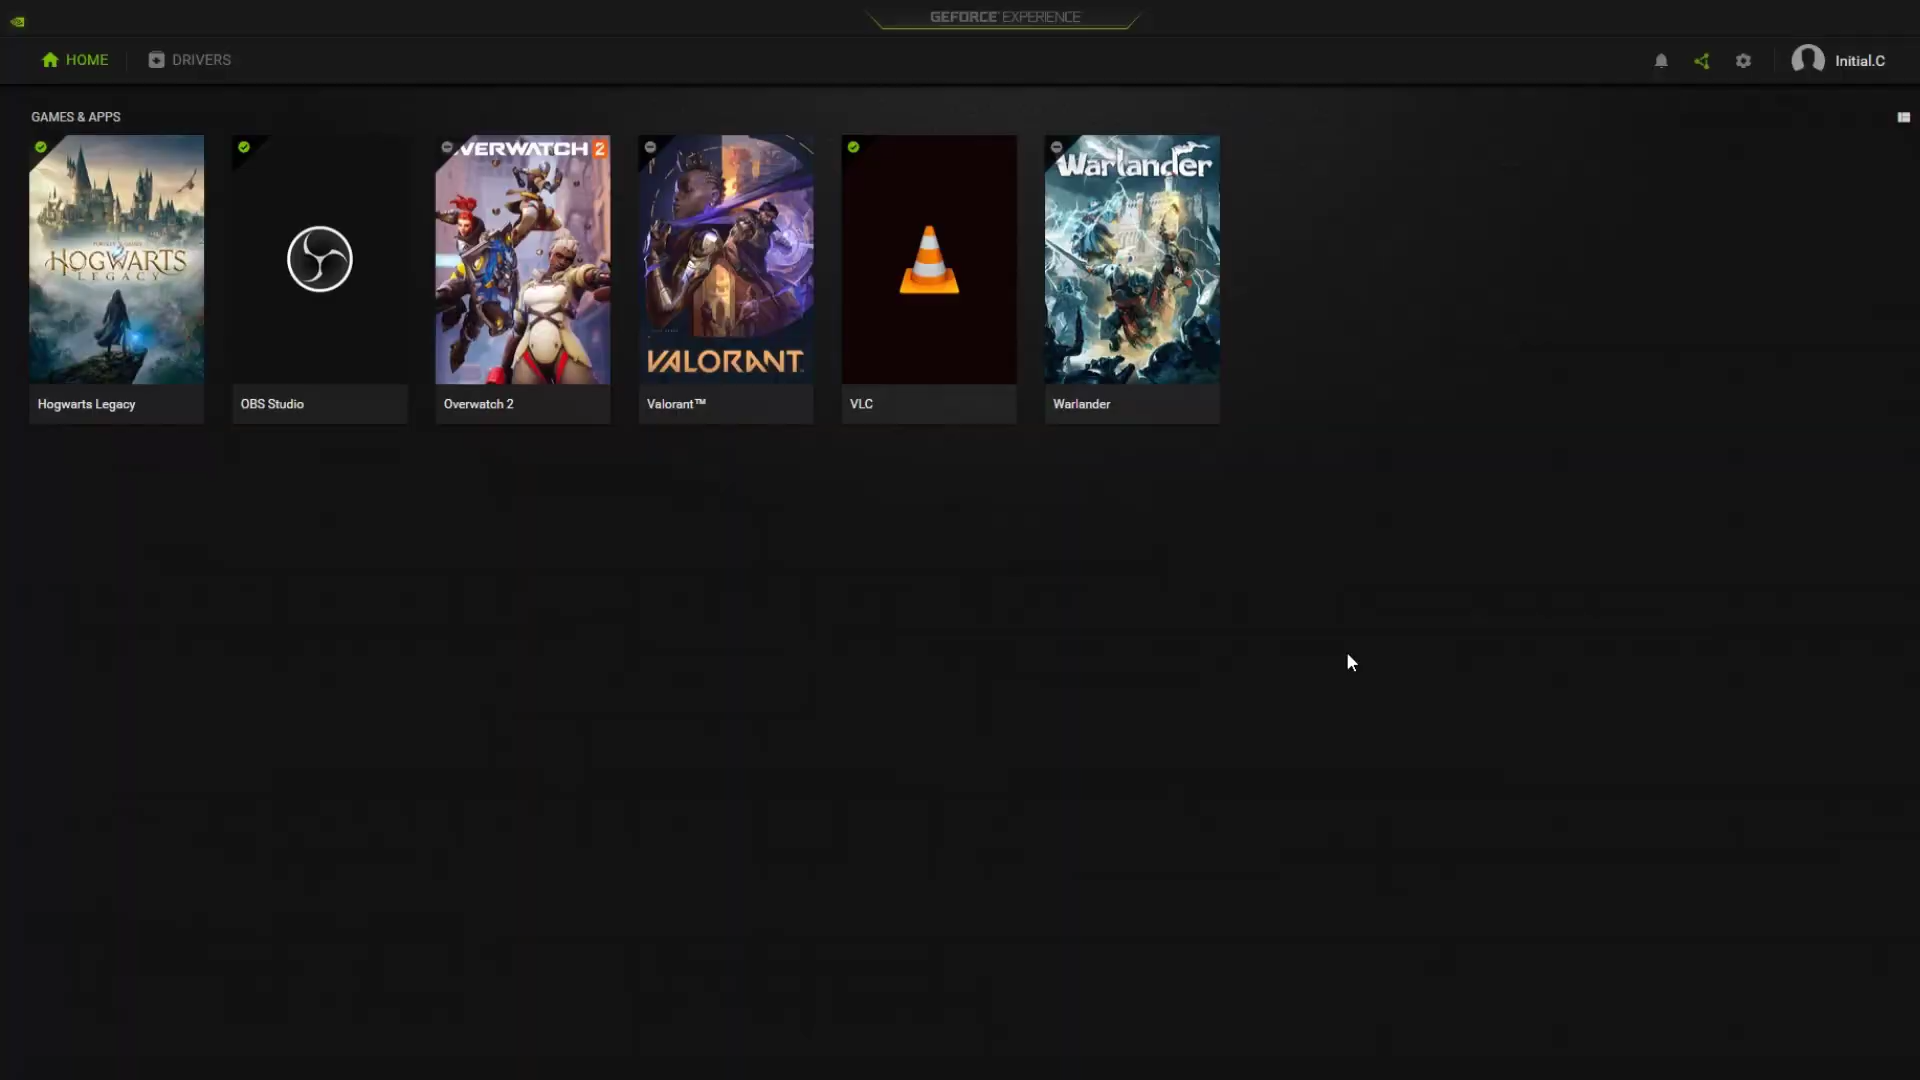 GEFORCE EXPERIENCE
HOME
DRIVERS
Initial.C
GAMES & APPS
HOGWARTS
LEGACY
VERWATCH 2
VALORANT
Warlander
Hogwarts Legacy
OBS Studio
Overwatch 2
Valorant™
VLC
Warlander